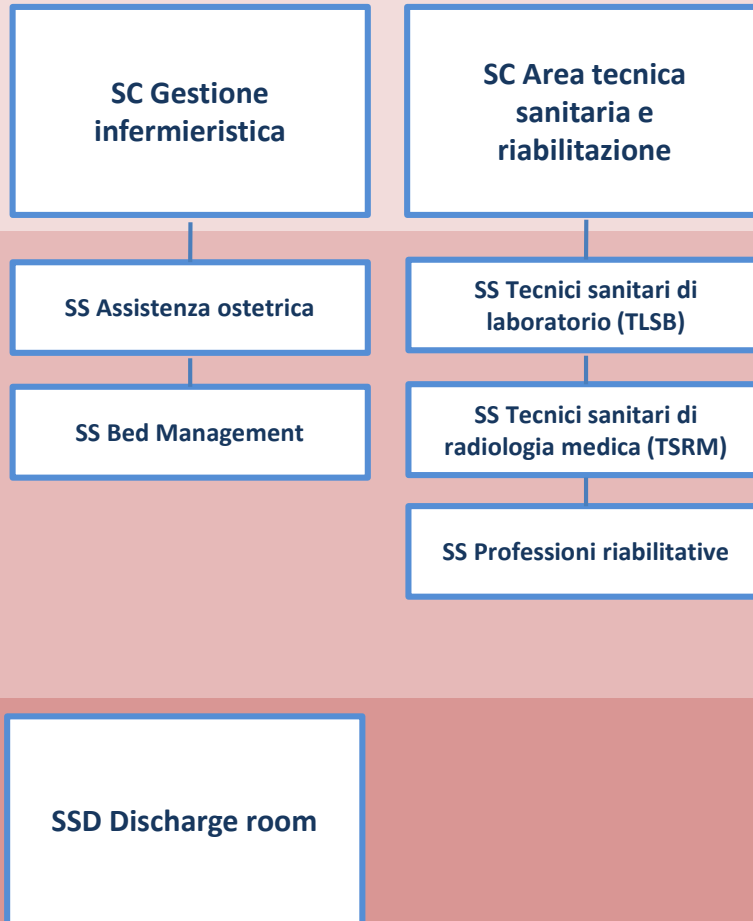 SC Gestione
infermieristica
SS Assistenza ostetrica
SS Bed Management
SC Area tecnica
sanitaria e
riabilitazione
SS Tecnici sanitari di
laboratorio (TLSB)
SS Tecnici sanitari di
radiologia medica (TSRM)
SS Professioni riabilitative
SSD Discharge room